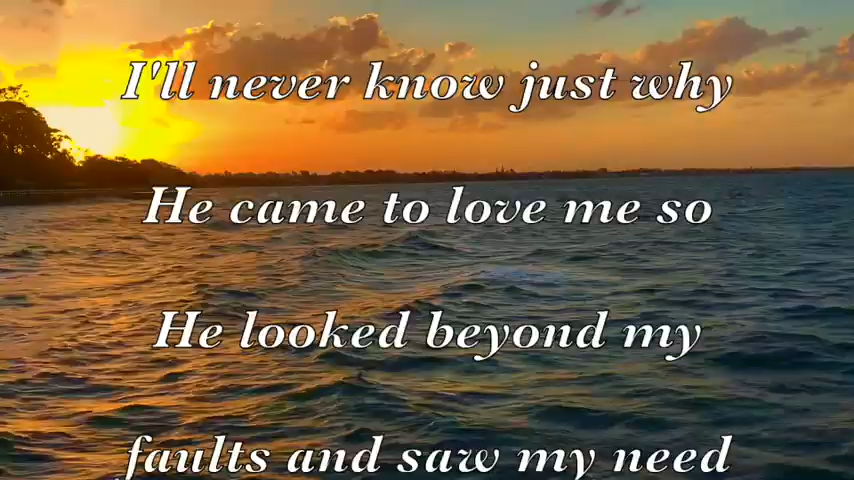 I'll never know just why
He came to love me so
He looked beyond my
faults and saw my need